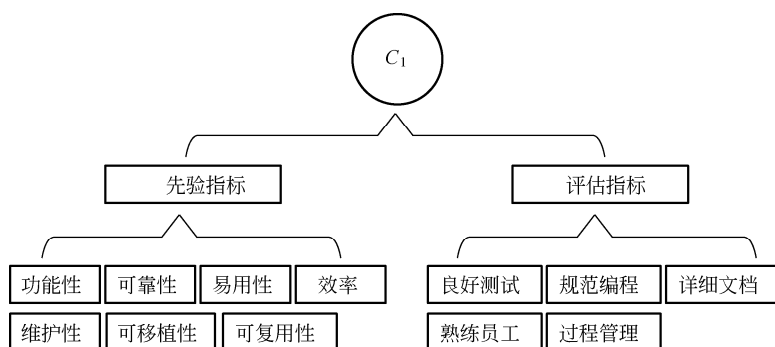 C₁
先验指标 评估指标
功能性 可靠性 易用性 效率 良好测试 规范编程 详细文档
维护性 可移植性 可复用性 熟练员工 过程管理